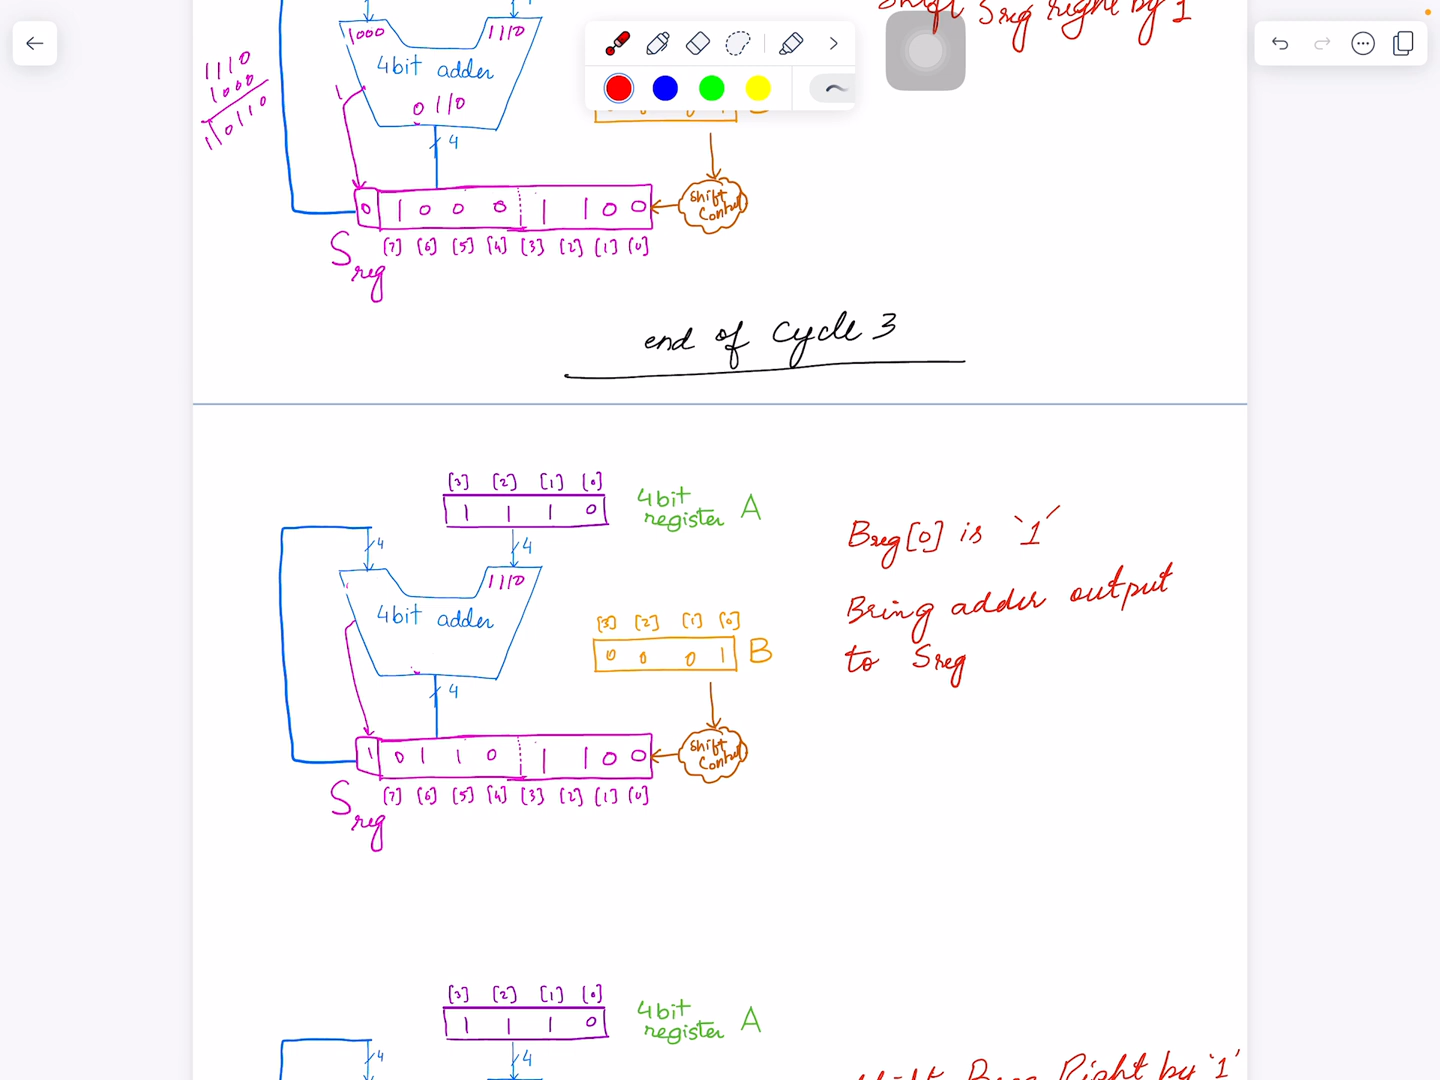 Shift Sreg right by 1
1000 1110
1110
1000
110110
4bit adder
1
0110
4
0 1 0 0 0 1 1 0 0
shift
Control
Sreg
[7] [6] [5] [4] [3] [2] [1] [0]
end of Cycle 3
[3] [2] [1] [0]
1 1 1 0
4bit
register A
4 4
1110
4bit adder
Breg[0] is '1'
Bring adder output
to Sreg
[3] [2] [1] [0]
0 0 0 1 B
4
1 0 1 1 0 1 1 0 0
shift
Control
Sreg
[7] [6] [5] [4] [3] [2] [1] [0]
[3] [2] [1] [0]
1 1 1 0
4bit
register A
4 4
Shift Breg Right by '1'